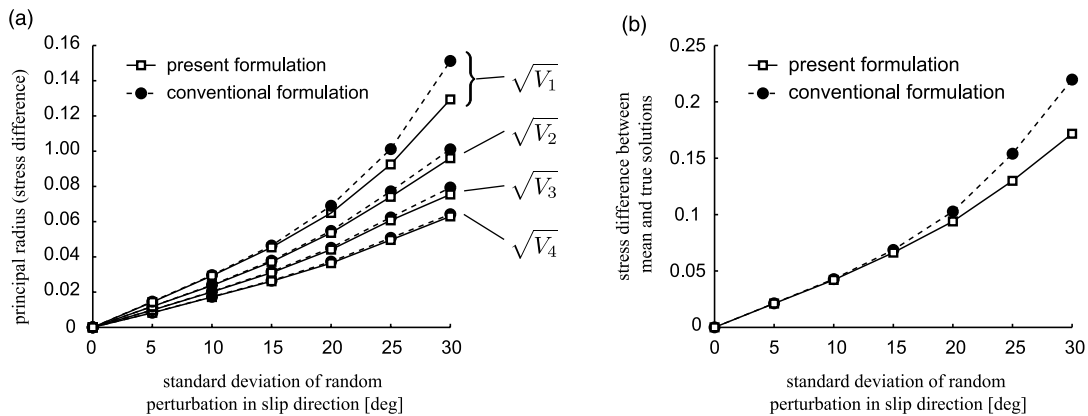 (a)
0.16
0.14
0.12
1.00
0.08
0.06
0.04
0.02
0
principal radius (stress difference)
present formulation
conventional formulation
√V1
√V2
√V3
√V4
0 5 10 15 20 25 30
standard deviation of random
perturbation in slip direction [deg]
(b)
0.25
0.2
0.15
0.1
0.05
0
stress difference between
mean and true solutions
present formulation
conventional formulation
0 5 10 15 20 25 30
standard deviation of random
perturbation in slip direction [deg]